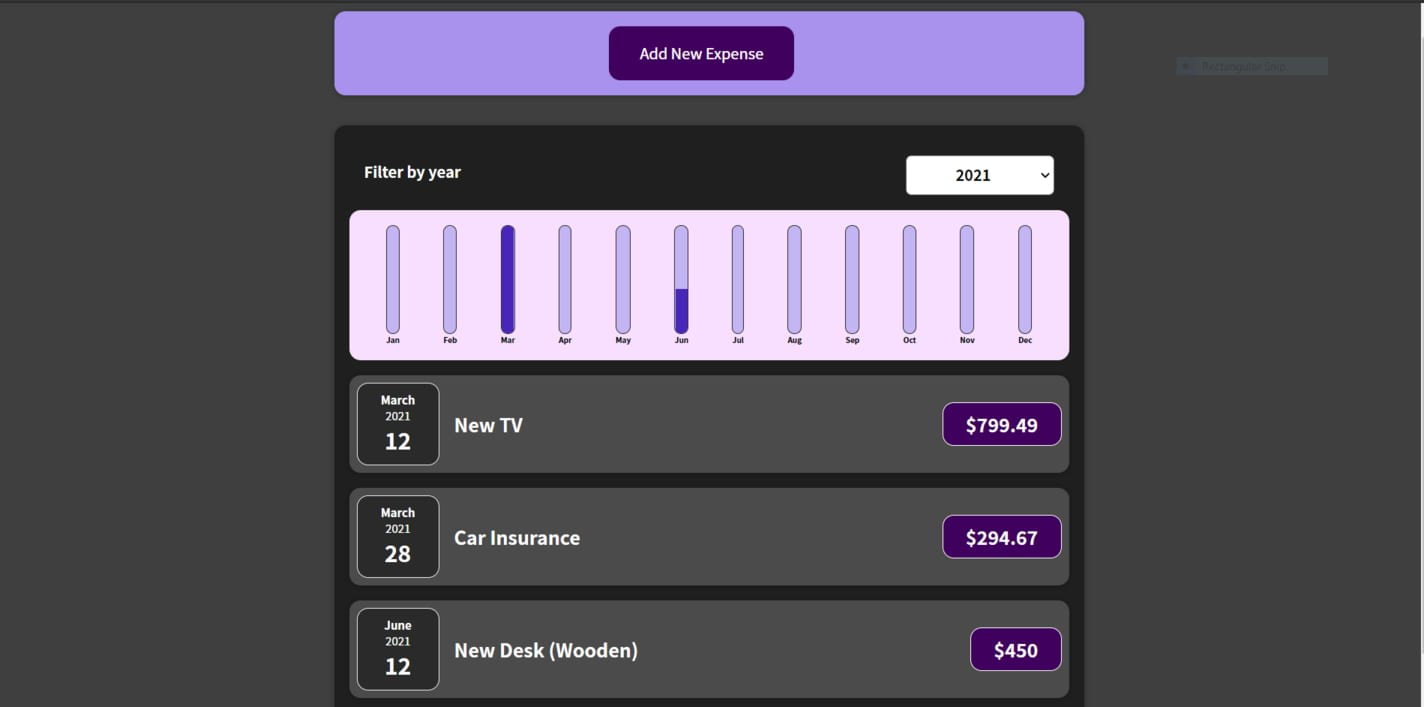 Add New Expense
Rectangular Snip
Filter by year
2021
Jan Feb Mar Apr May Jun Jul Aug Sep Oct Nov Dec
March
2021
12
New TV
$799.49
March
2021
28
Car Insurance
$294.67
June
2021
12
New Desk (Wooden)
$450